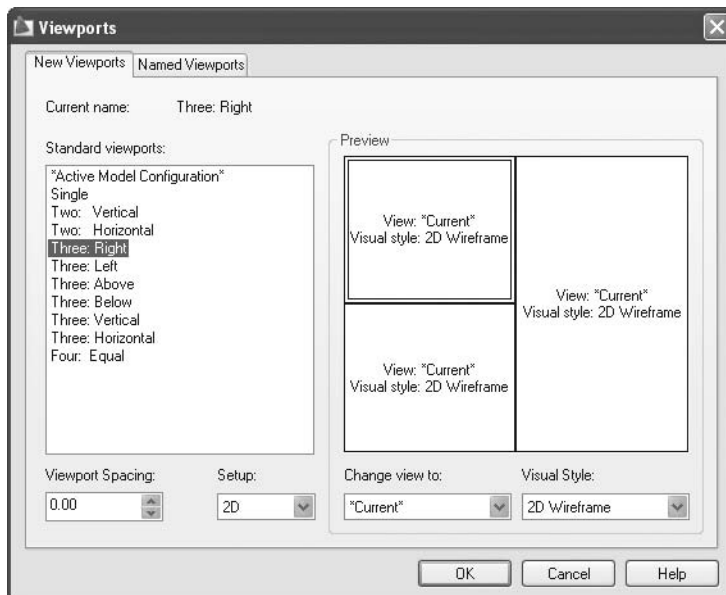 Viewports
New Viewports
Named Viewports
Current name: Three: Right
Standard viewports:
*Active Model Configuration*
Single
Two: Vertical
Two: Horizontal
Three: Right
Three: Left
Three: Above
Three: Below
Three: Vertical
Three: Horizontal
Four: Equal
Viewport Spacing:
0.00
Setup:
2D
Preview
View: *Current*
Visual style: 2D Wireframe
View: *Current*
Visual style: 2D Wireframe
View: *Current*
Visual style: 2D Wireframe
Change view to:
*Current*
Visual Style:
2D Wireframe
OK
Cancel
Help